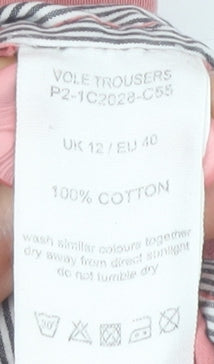 VOLE TROUSERS
P2-1C2028-C55
UK 12 / EU 40
100% COTTON
wash similar colours together
dry away from direct sunlight
do not tumble dry
30°